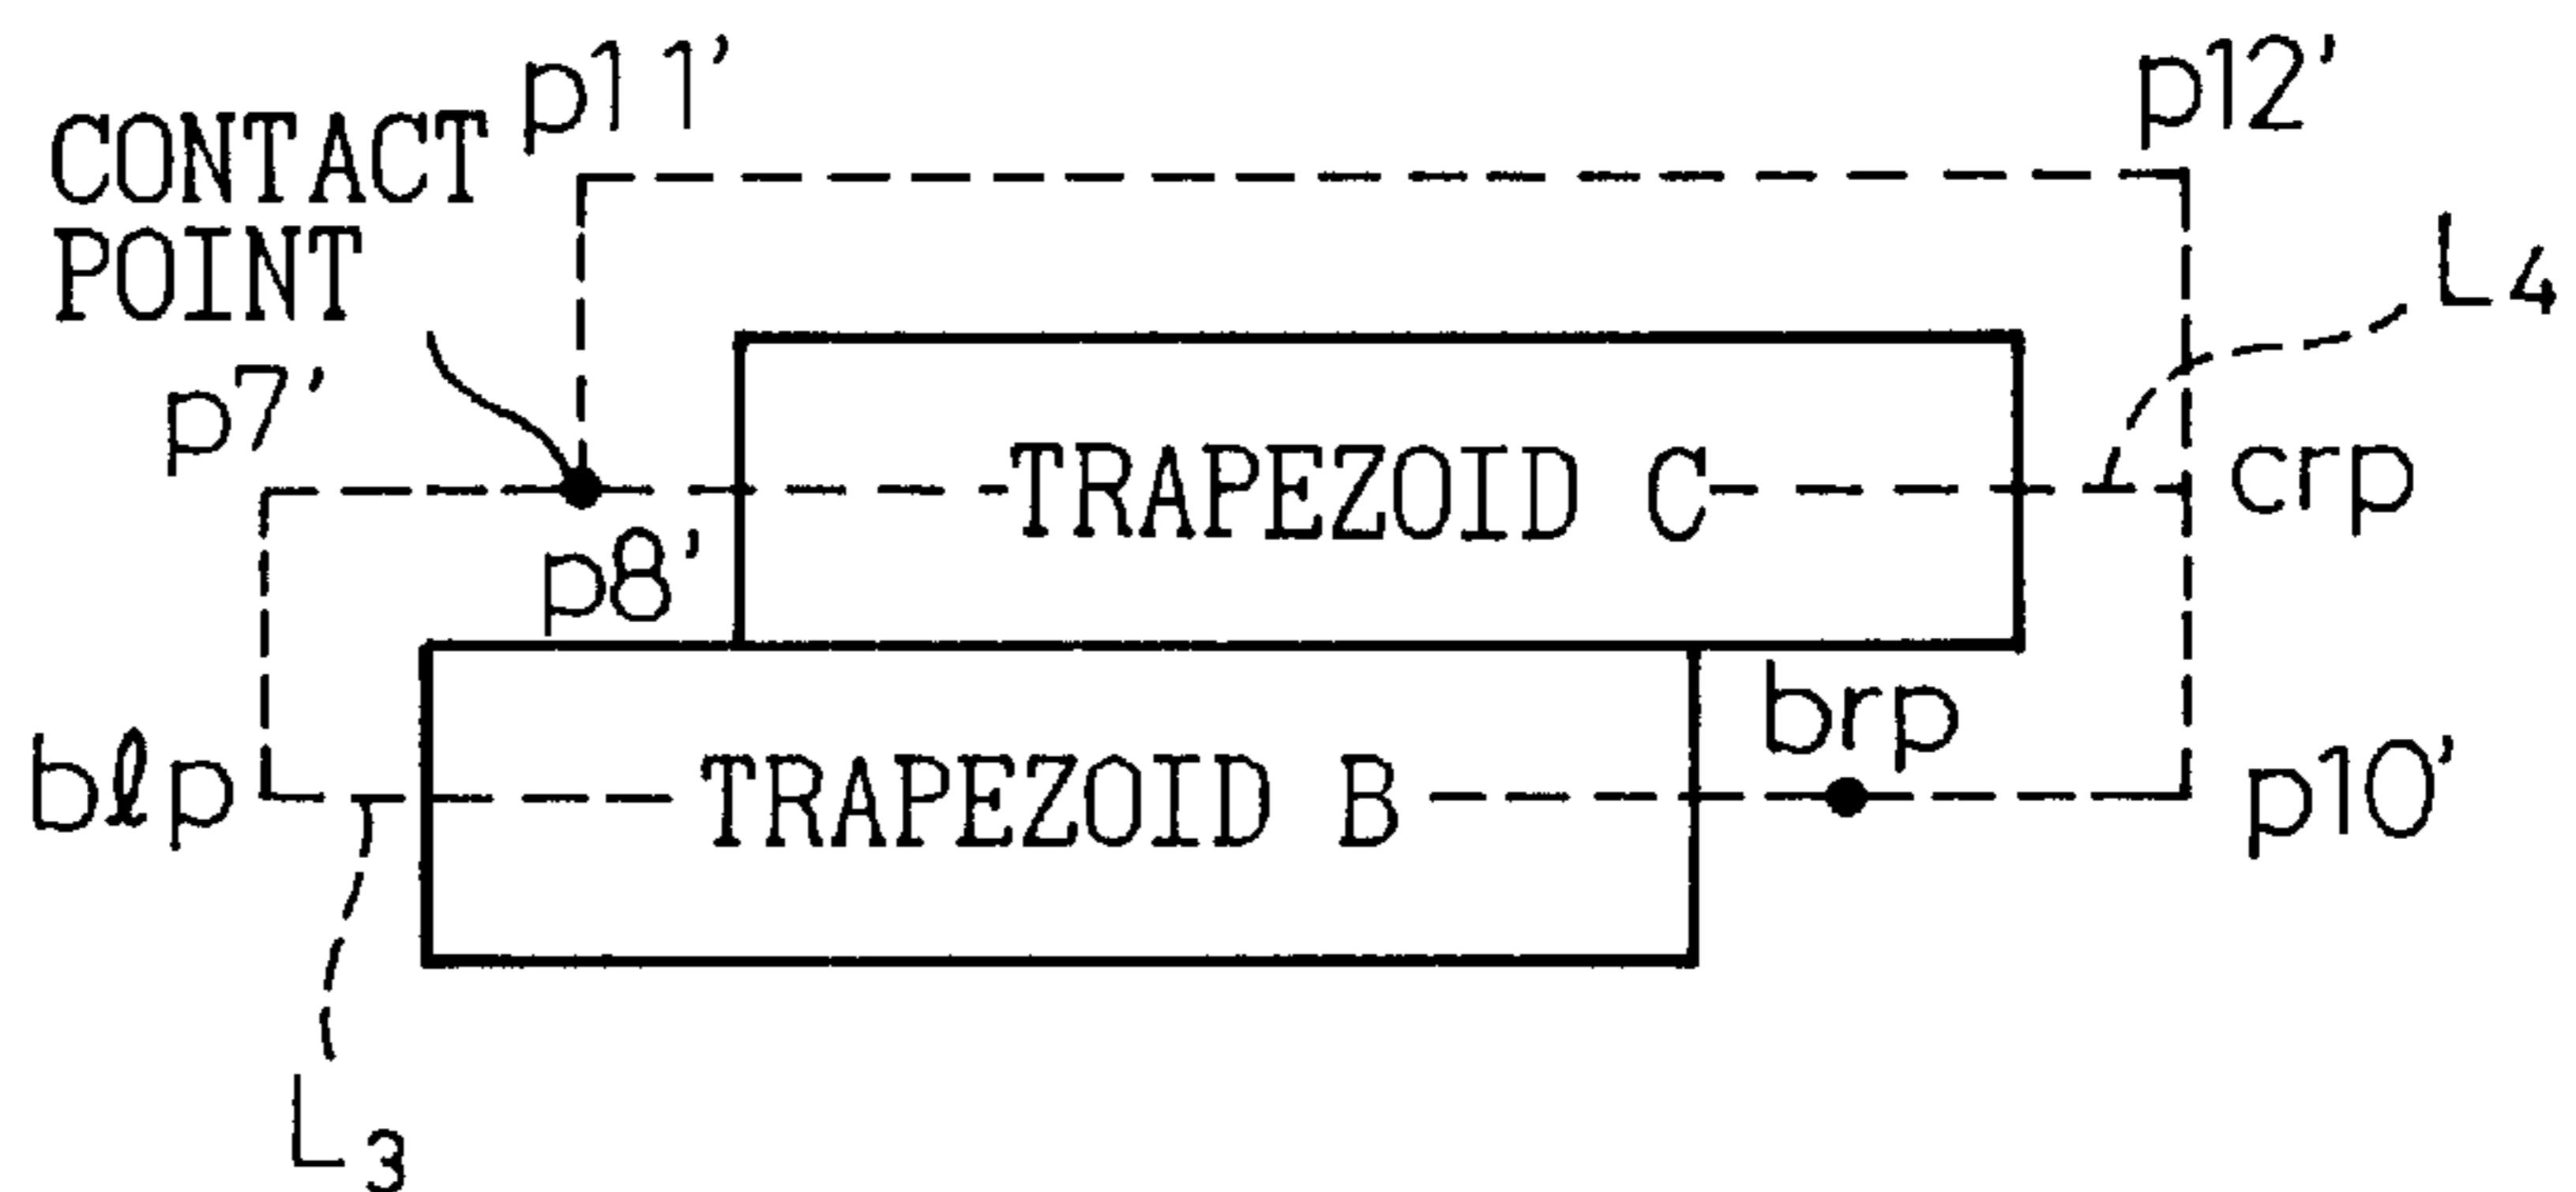 p11'
p12'
CONTACT
POINT
L4
p7'
TRAPEZOID C
crp
p8'
brp
blp
TRAPEZOID B
p10'
L3